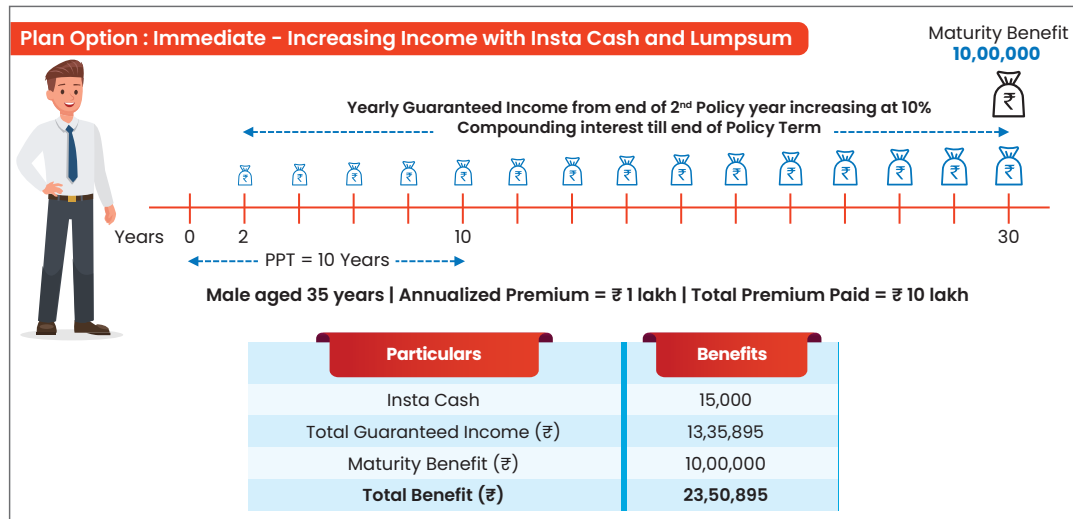 Plan Option : Immediate - Increasing Income with Insta Cash and Lumpsum
Maturity Benefit
10,00,000
₹
Yearly Guaranteed Income from end of 2nd Policy year increasing at 10%
Compounding interest till end of Policy Term
₹ ₹ ₹ ₹ ₹ ₹ ₹ ₹ ₹ ₹ ₹ ₹ ₹ ₹ ₹
Years 0 2 10 30
PPT = 10 Years
Male aged 35 years | Annualized Premium = ₹ 1 lakh | Total Premium Paid = ₹ 10 lakh
Particulars Benefits
Insta Cash 15,000
Total Guaranteed Income (₹) 13,35,895
Maturity Benefit (₹) 10,00,000
Total Benefit (₹) 23,50,895